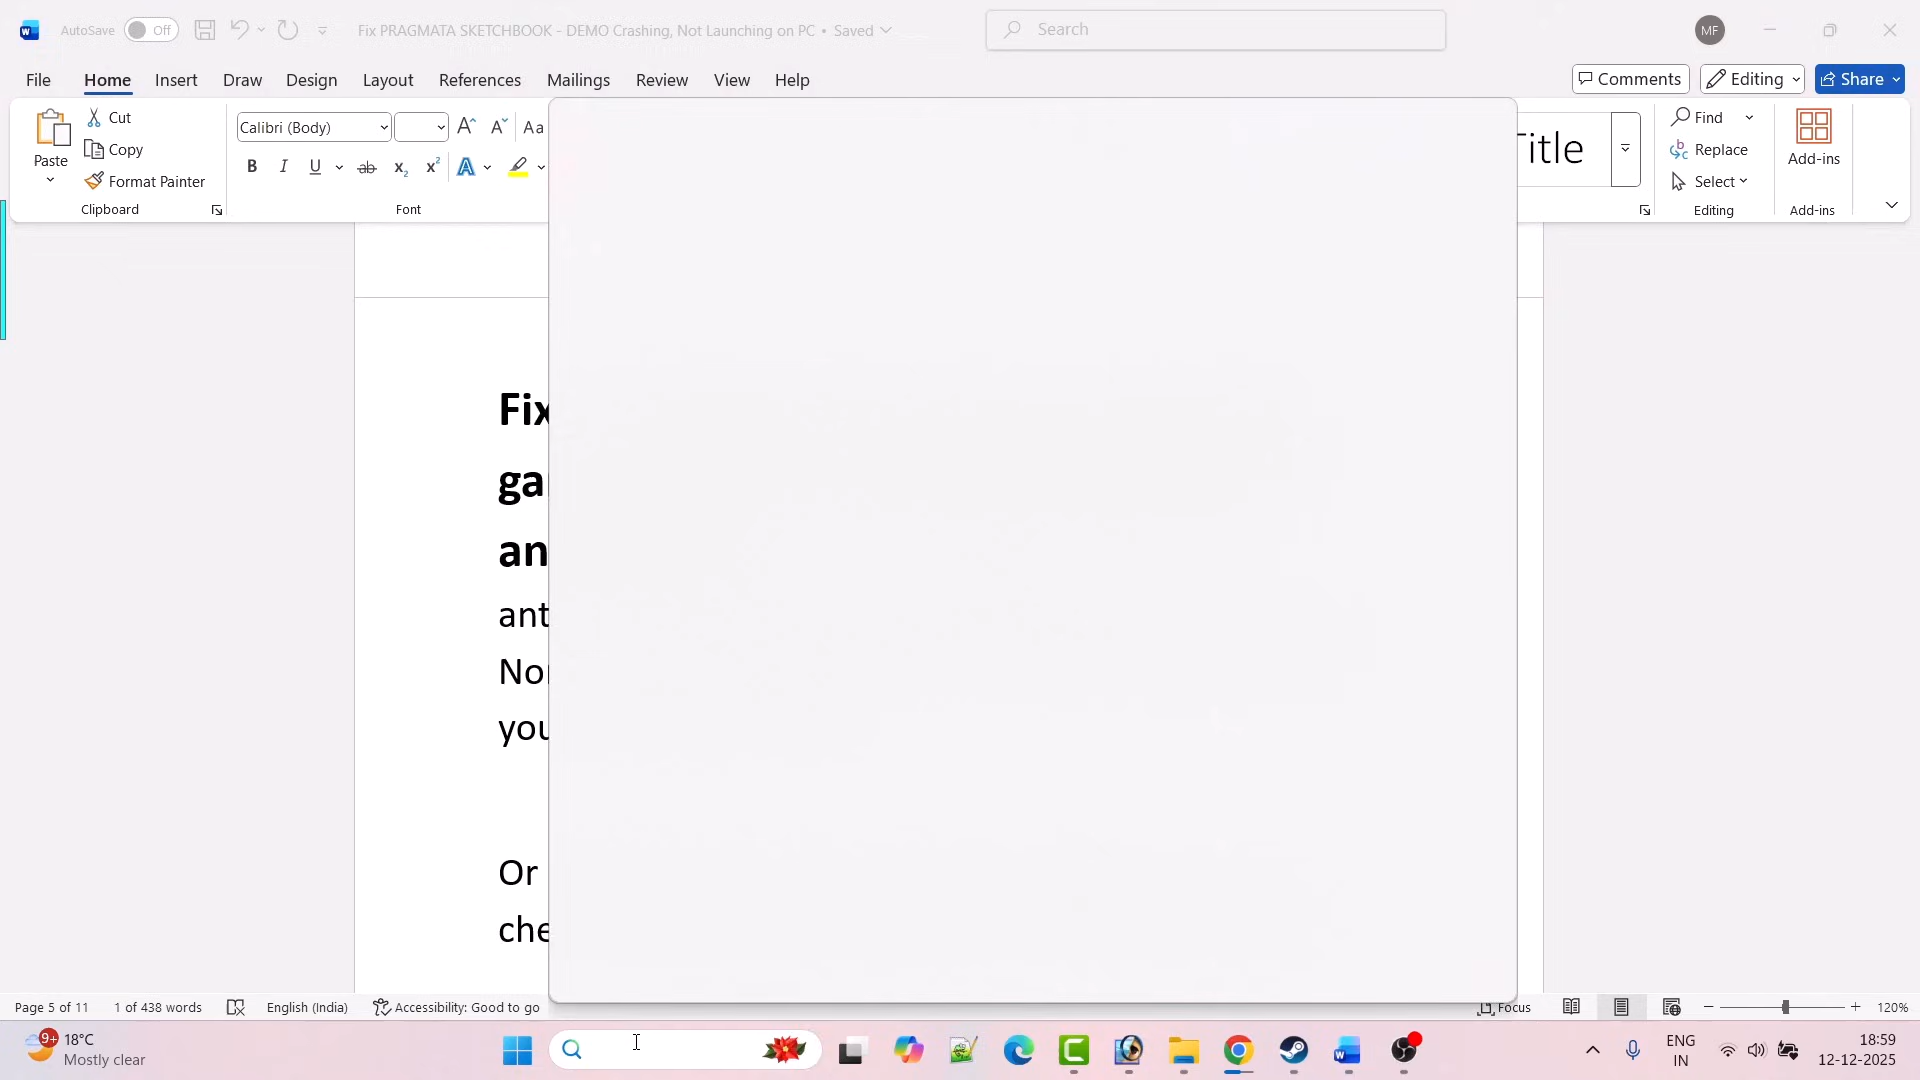 AutoSave Off Fix PRAGMATA SKETCHBOOK - DEMO Crashing, Not Launching on PC • Saved Search MF
File Home Insert Draw Design Layout References Mailings Review View Help Comments Editing Share
Paste Cut Copy Format Painter
Clipboard
Calibri (Body) A A Aa
B I U ab x2 x2 A
Font
Title
Find
Replace
Select
Editing
Add-ins
Add-ins
Fix
ant
you
Or
che
Page 5 of 11 1 of 438 words English (India) Accessibility: Good to go Focus 120%
9+ 18°C
Mostly clear
ENG
IN
18:59
12-12-2025